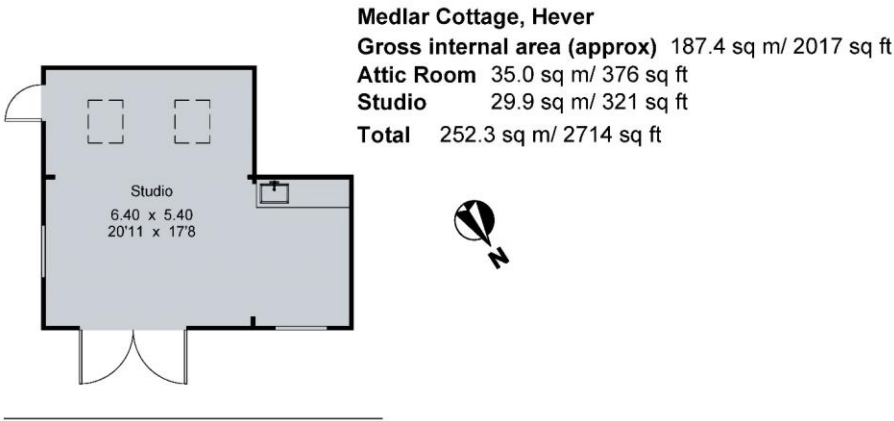 Medlar Cottage, Hever
Gross internal area (approx) 187.4 sq m/ 2017 sq ft
Attic Room 35.0 sq m/ 376 sq ft
Studio 29.9 sq m/ 321 sq ft
Total 252.3 sq m/ 2714 sq ft
Studio
6.40 x 5.40
20'11 x 17'8
N